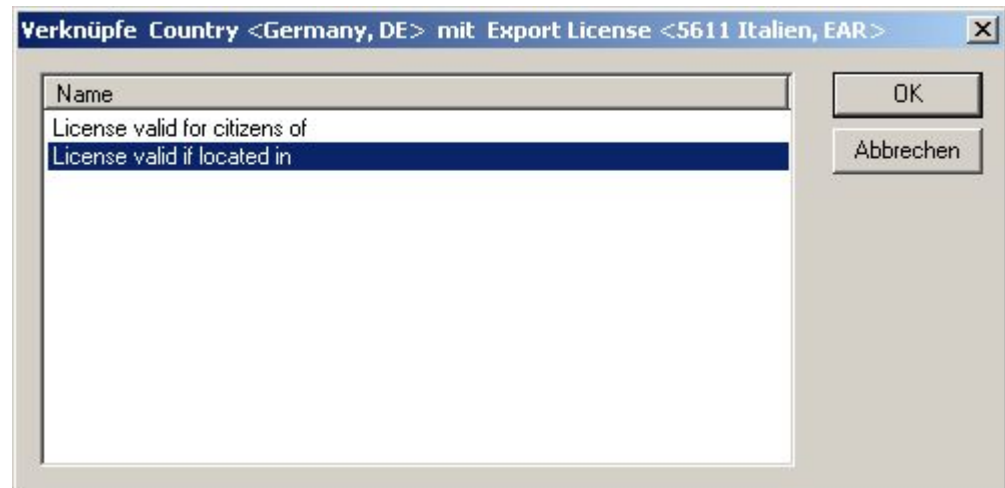 Verknüpfe Country <Germany, DE> mit Export License <5611 Italien, EAR>
Name
License valid for citizens of
License valid if located in
OK
Abbrechen